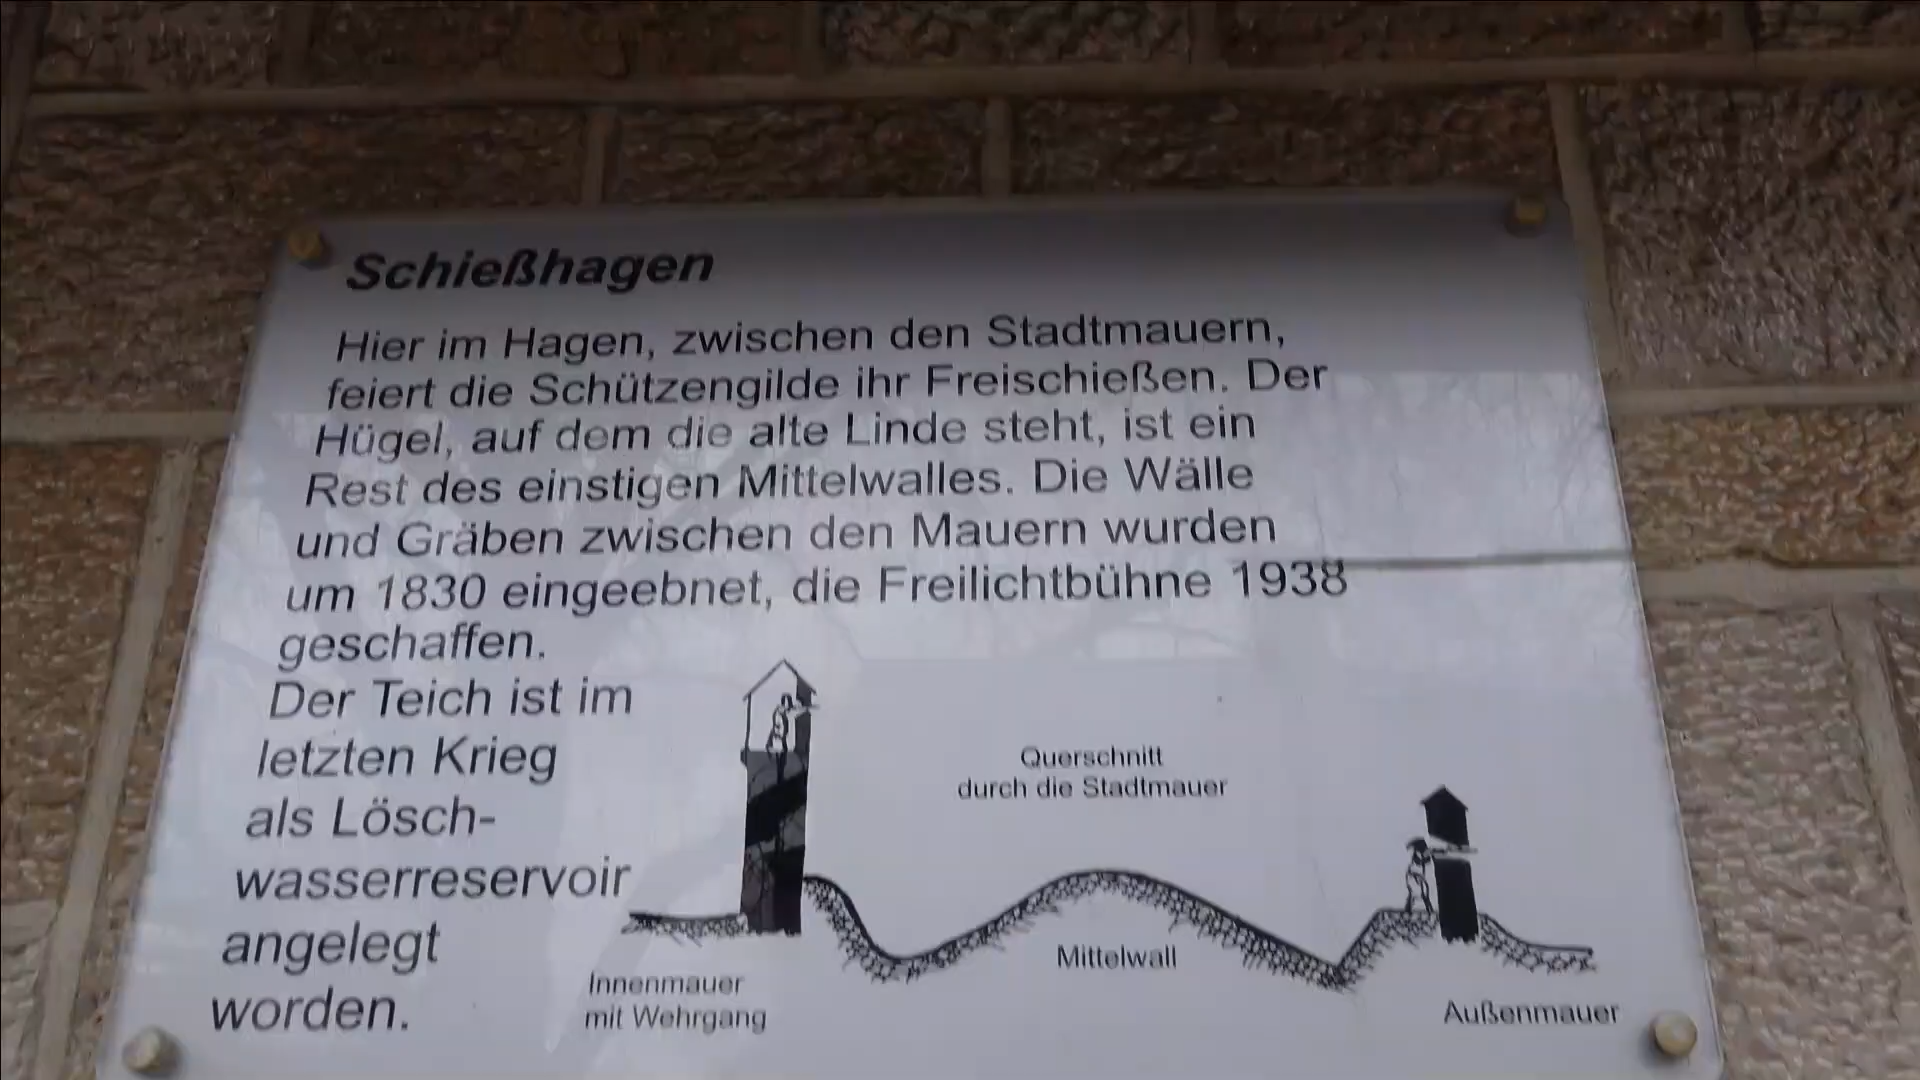 Schießhagen
Hier im Hagen, zwischen den Stadtmauern,
feiert die Schützengilde ihr Freischießen. Der
Hügel, auf dem die alte Linde steht, ist ein
Rest des einstigen Mittelwalles. Die Wälle
und Gräben zwischen den Mauern wurden
um 1830 eingeebnet, die Freilichtbühne 1938
geschaffen.
Der Teich ist im
letzten Krieg
als Lösch-
wasserreservoir
angelegt
worden.
Querschnitt
durch die Stadtmauer
Mittelwall
Innenmauer
mit Wehrgang
Außenmauer